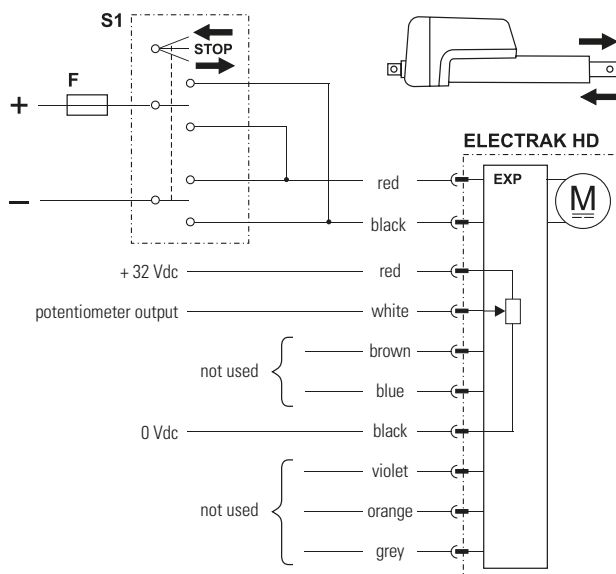 S1
STOP
F
+
–
ELECTRAK HD
EXP
M
red
black
+ 32 Vdc red
potentiometer output white
not used
brown
blue
0 Vdc black
not used
violet
orange
grey